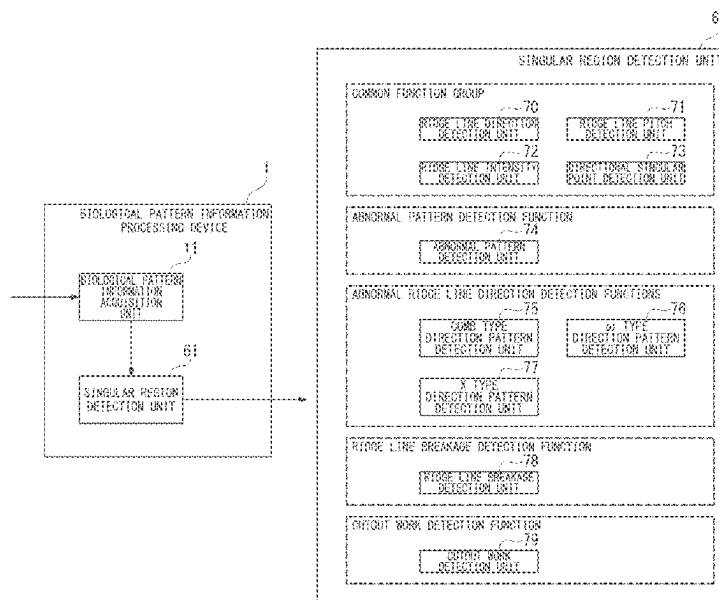 6
SINGULAR REGION DETECTION UNIT
COMMON FUNCTION GROUP
70
RIDGE LINE DIRECTION
DETECTION UNIT
71
RIDGE LINE PITCH
DETECTION UNIT
72
RIDGE LINE INTENSITY
DETECTION UNIT
73
DIRECTIONAL SINGULAR
POINT DETECTION UNIT
1
BIOLOGICAL PATTERN INFORMATION
PROCESSING DEVICE
11
BIOLOGICAL PATTERN
INFORMATION
ACQUISITION
UNIT
61
SINGULAR REGION
DETECTION UNIT
ABNORMAL PATTERN DETECTION FUNCTION
74
ABNORMAL PATTERN
DETECTION UNIT
ABNORMAL RIDGE LINE DIRECTION DETECTION FUNCTIONS
75
COMB TYPE
DIRECTION PATTERN
DETECTION UNIT
76
ω TYPE
DIRECTION PATTERN
DETECTION UNIT
77
X TYPE
DIRECTION PATTERN
DETECTION UNIT
RIDGE LINE BREAKAGE DETECTION FUNCTION
78
RIDGE LINE BREAKAGE
DETECTION UNIT
CUTOUT WORK DETECTION FUNCTION
79
CUTOUT WORK
DETECTION UNIT